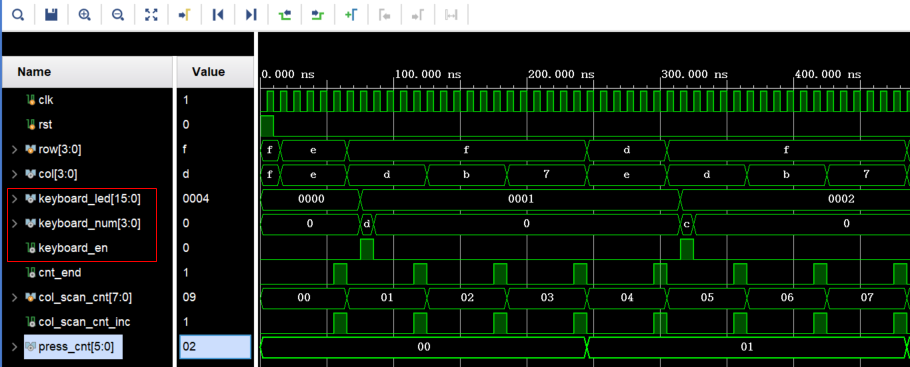 Name Value 0.000 ns 100.000 ns 200.000 ns 300.000 ns 400.000 ns
clk 1
rst 0
row[3:0] f f e f d f
col[3:0] d f e d b 7 e d b 7
keyboard_led[15:0] 0004 0000 0001 0002
keyboard_num[3:0] 0 0 d 0 c 0
keyboard_en 0
cnt_end 1
col_scan_cnt[7:0] 09 00 01 02 03 04 05 06 07
col_scan_cnt_inc 1
press_cnt[5:0] 02 00 01